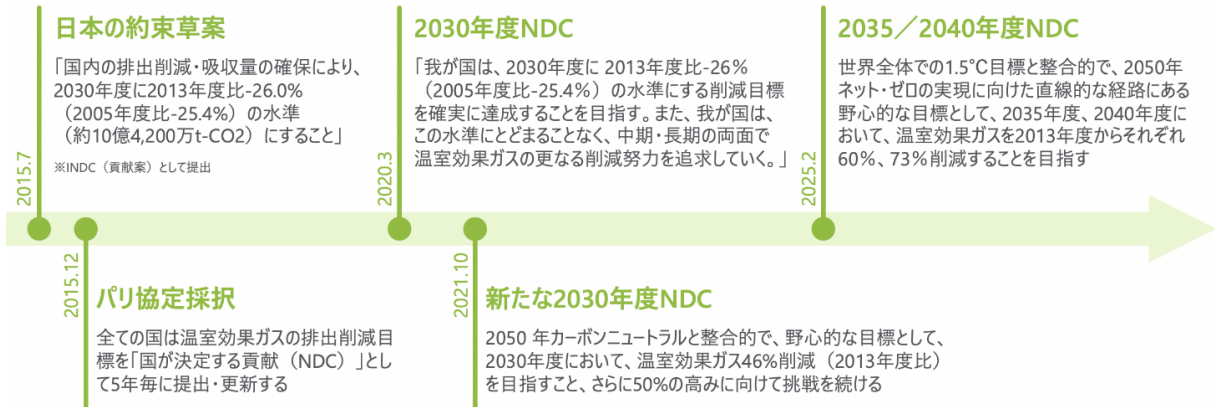 2015.7
日本の約束草案
「国内の排出削減・吸収量の確保により、
2030年度に2013年度比-26.0%
（2005年度比-25.4%）の水準
（約10億4,200万t-CO2）にすること」
※INDC（貢献案）として提出
2015.12
パリ協定採択
全ての国は温室効果ガスの排出削減目
標を「国が決定する貢献（NDC）」とし
て5年毎に提出・更新する
2020.3
2030年度NDC
「我が国は、2030年度に 2013年度比-26%
（2005年度比-25.4%）の水準にする削減目標
を確実に達成することを目指す。また、我が国は、
この水準にとどまることなく、中期・長期の両面で
温室効果ガスの更なる削減努力を追求していく。」
2021.10
新たな2030年度NDC
2050 年カーボンニュートラルと整合的で、野心的な目標として、
2030年度において、温室効果ガス46%削減（2013年度比）
を目指すこと、さらに50%の高みに向けて挑戦を続ける
2025.2
2035／2040年度NDC
世界全体での1.5℃目標と整合的で、2050年
ネット・ゼロの実現に向けた直線的な経路にある
野心的な目標として、2035年度、2040年度に
おいて、温室効果ガスを2013年度からそれぞれ
60%、73%削減することを目指す